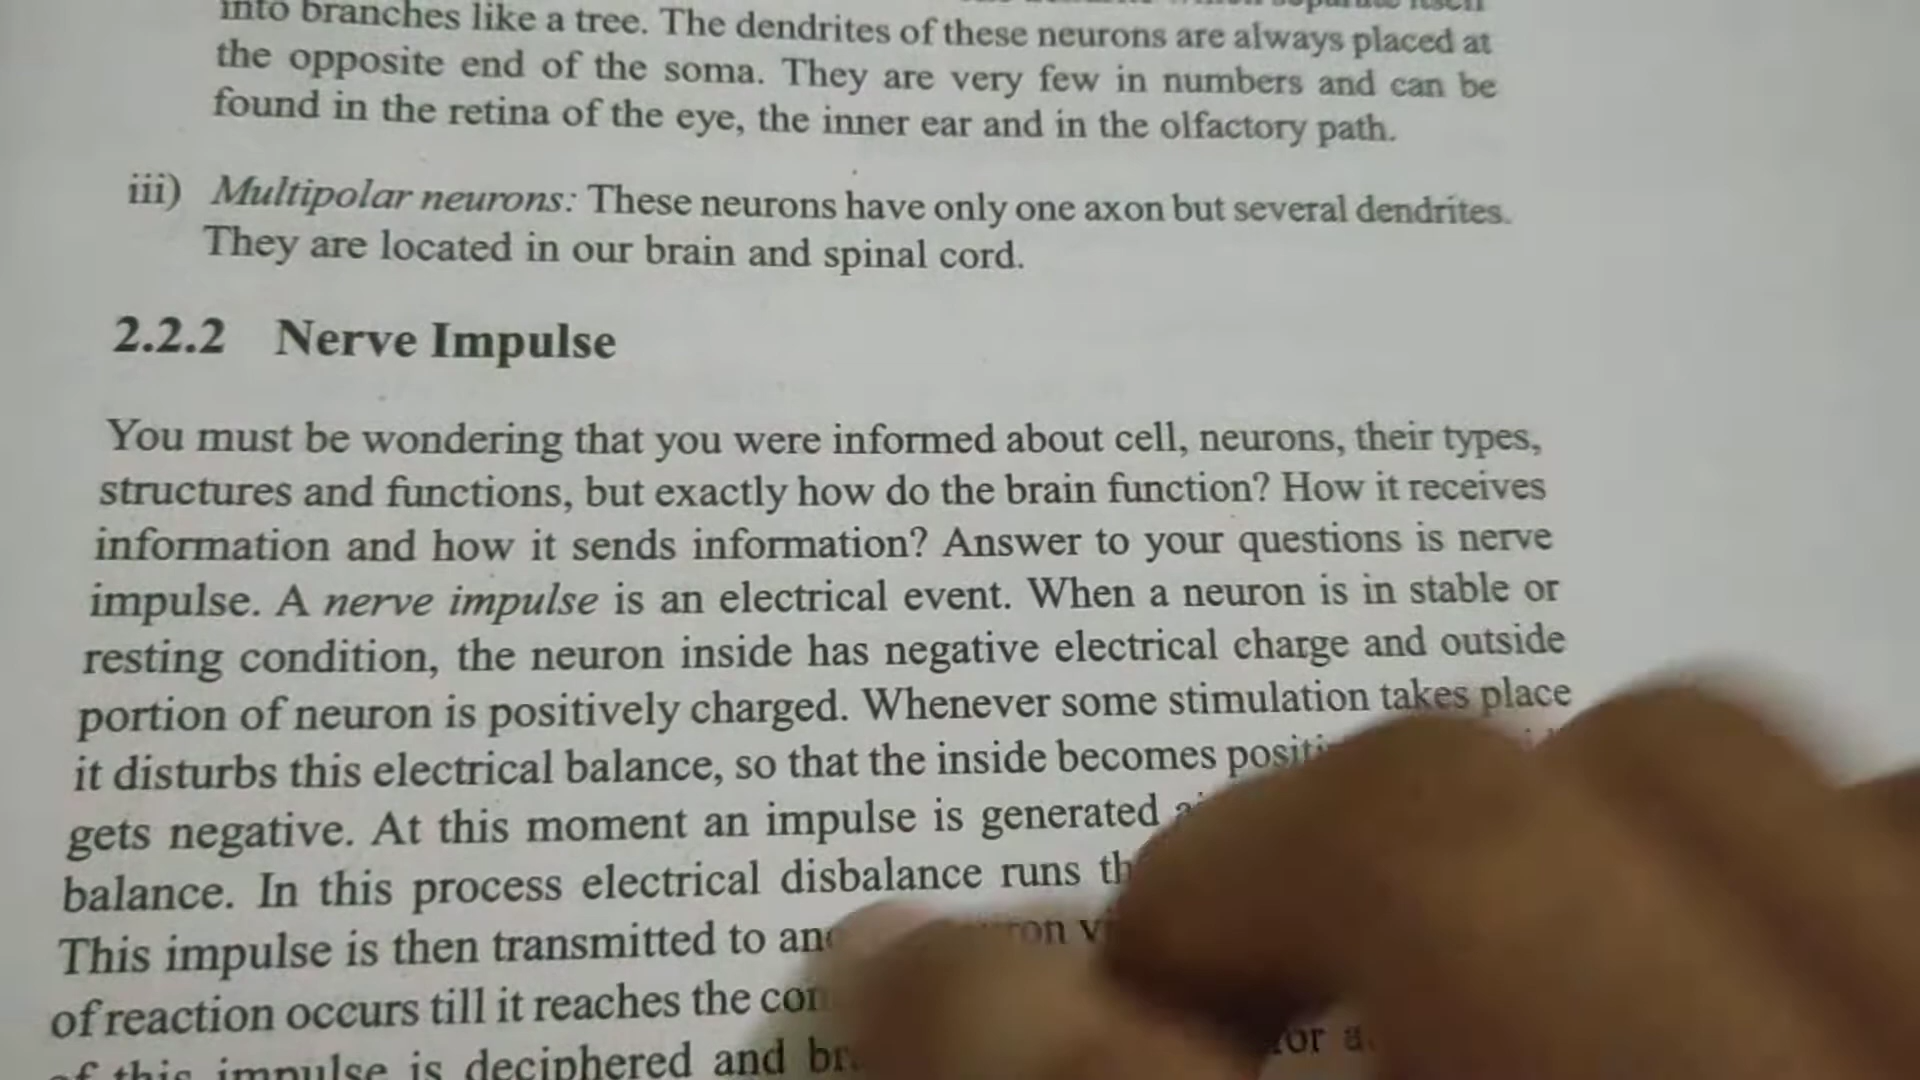 into branches like a tree. The dendrites of these neurons are always placed at
the opposite end of the soma. They are very few in numbers and can be
found in the retina of the eye, the inner ear and in the olfactory path.
iii) Multipolar neurons: These neurons have only one axon but several dendrites.
They are located in our brain and spinal cord.
2.2.2 Nerve Impulse
You must be wondering that you were informed about cell, neurons, their types,
structures and functions, but exactly how do the brain function? How it receives
information and how it sends information? Answer to your questions is nerve
impulse. A nerve impulse is an electrical event. When a neuron is in stable or
resting condition, the neuron inside has negative electrical charge and outside
portion of neuron is positively charged. Whenever some stimulation takes place
it disturbs this electrical balance, so that the inside becomes
gets negative. At this moment an impulse is generated
balance. In this process electrical disbalance runs
This impulse is then transmitted to
of reaction occurs till it reaches the
of this impulse is deciphered and